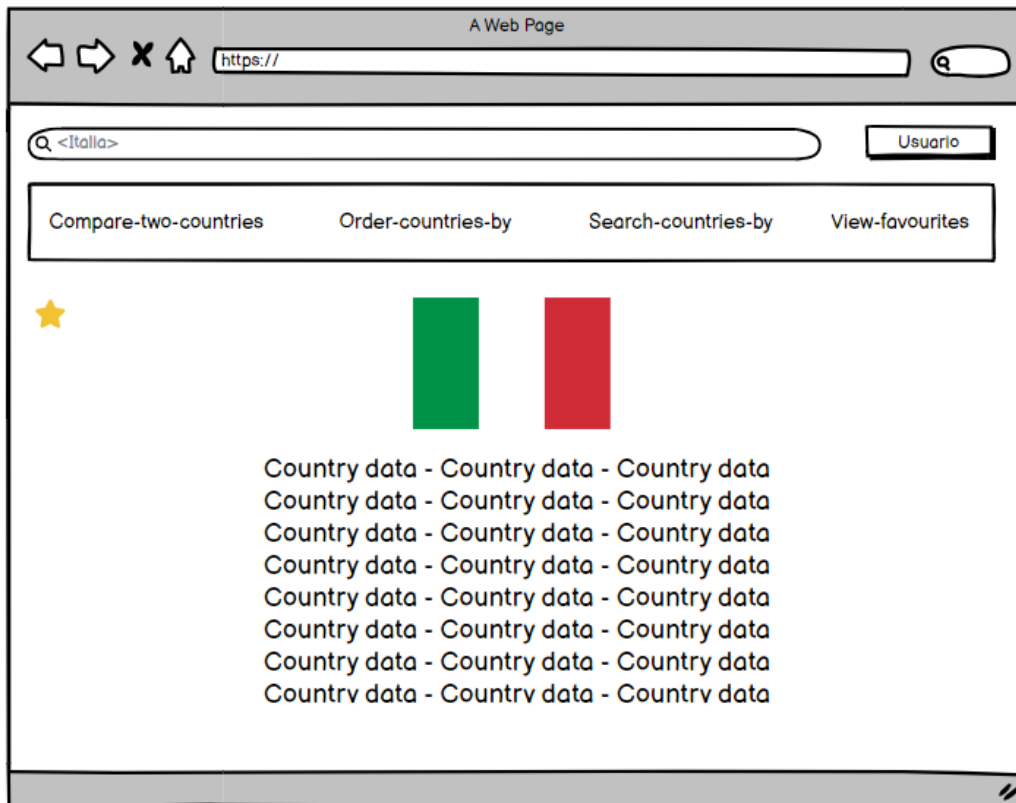 A Web Page
https://
<Italia>
Usuario
Compare-two-countries Order-countries-by Search-countries-by View-favourites
Country data - Country data - Country data
Country data - Country data - Country data
Country data - Country data - Country data
Country data - Country data - Country data
Country data - Country data - Country data
Country data - Country data - Country data
Country data - Country data - Country data
Country data - Country data - Country data